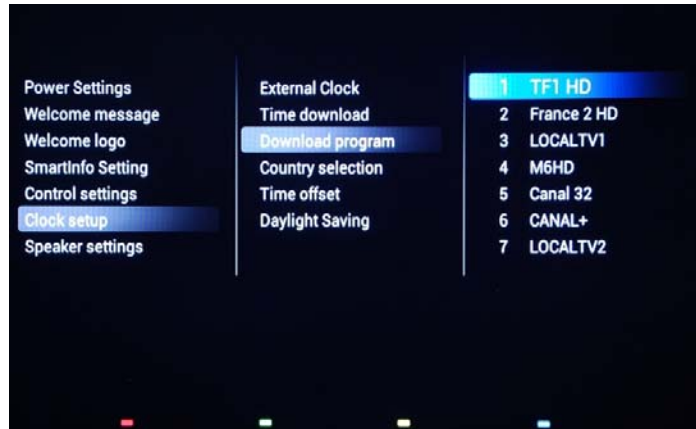 Power Settings
Welcome message
Welcome logo
SmartInfo Setting
Control settings
Clock setup
Speaker settings
External Clock
Time download
Download program
Country selection
Time offset
Daylight Saving
1 TF1 HD
2 France 2 HD
3 LOCALTV1
4 M6HD
5 Canal 32
6 CANAL+
7 LOCALTV2